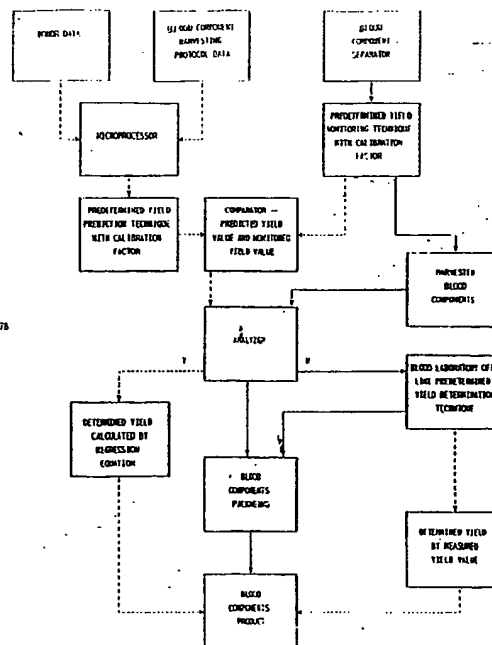 DONOR DATA
BLOOD COMPONENT
HARVESTING
PROTOCOL DATA
BLOOD
COMPONENT
SEPARATOR
MICROPROCESSOR
PREDETERMINED YIELD
MONITORING TECHNIQUE
WITH CALIBRATION
FACTOR
PREDETERMINED YIELD
PREDICTION TECHNIQUE
WITH CALIBRATION
FACTOR
COMPARATOR —
PREDICTED YIELD
VALUE AND MONITORED
YIELD VALUE
HARVESTED
BLOOD
COMPONENTS
7B
ANALYZER
Y
N
BLOOD LABORATORY OFF
LINE PREDETERMINED
YIELD DETERMINATION
TECHNIQUE
DETERMINED YIELD
CALCULATED BY
REGRESSION
EQUATION
BLOOD
COMPONENTS
PACKAGING
DETERMINED YIELD
BY MEASURED
YIELD VALUE
BLOOD
COMPONENTS
PRODUCT